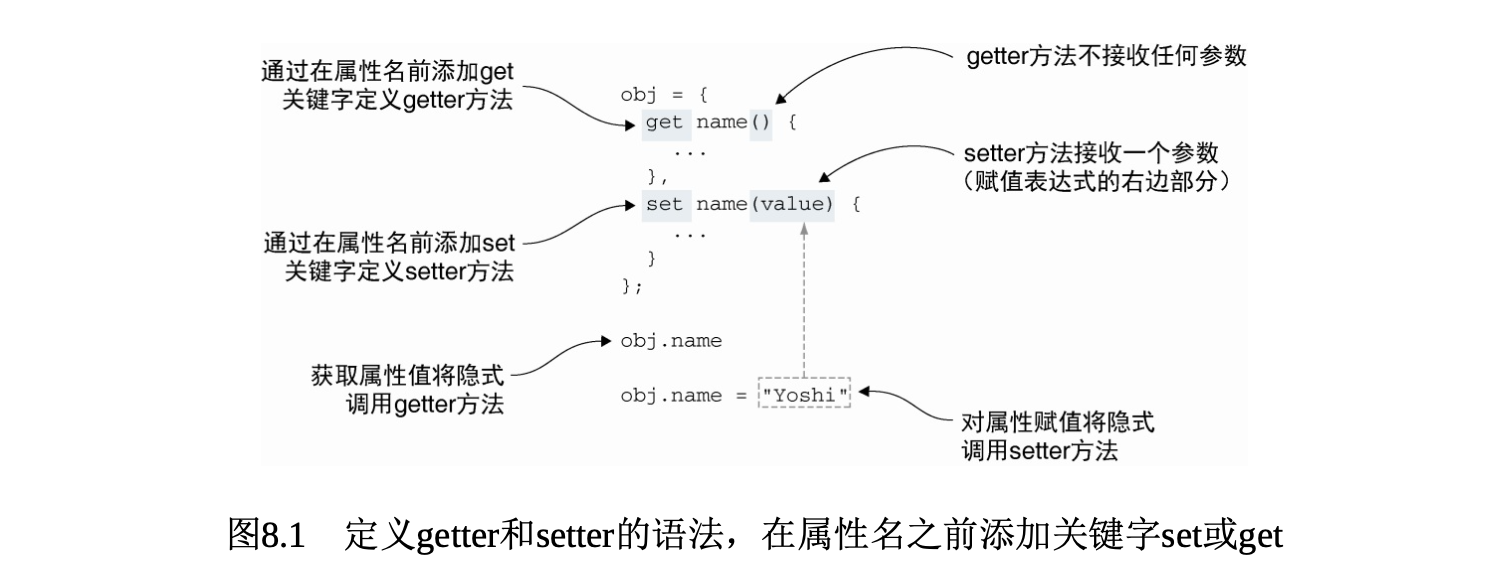 通过在属性名前添加get
关键字定义getter方法
getter方法不接收任何参数
obj = {
get name() {
...
},
setter方法接收一个参数
（赋值表达式的右边部分）
set name(value) {
...
}
};
通过在属性名前添加set
关键字定义setter方法
obj.name
获取属性值将隐式
调用getter方法
obj.name = "Yoshi"
对属性赋值将隐式
调用setter方法
图8.1 定义getter和setter的语法，在属性名之前添加关键字set或get